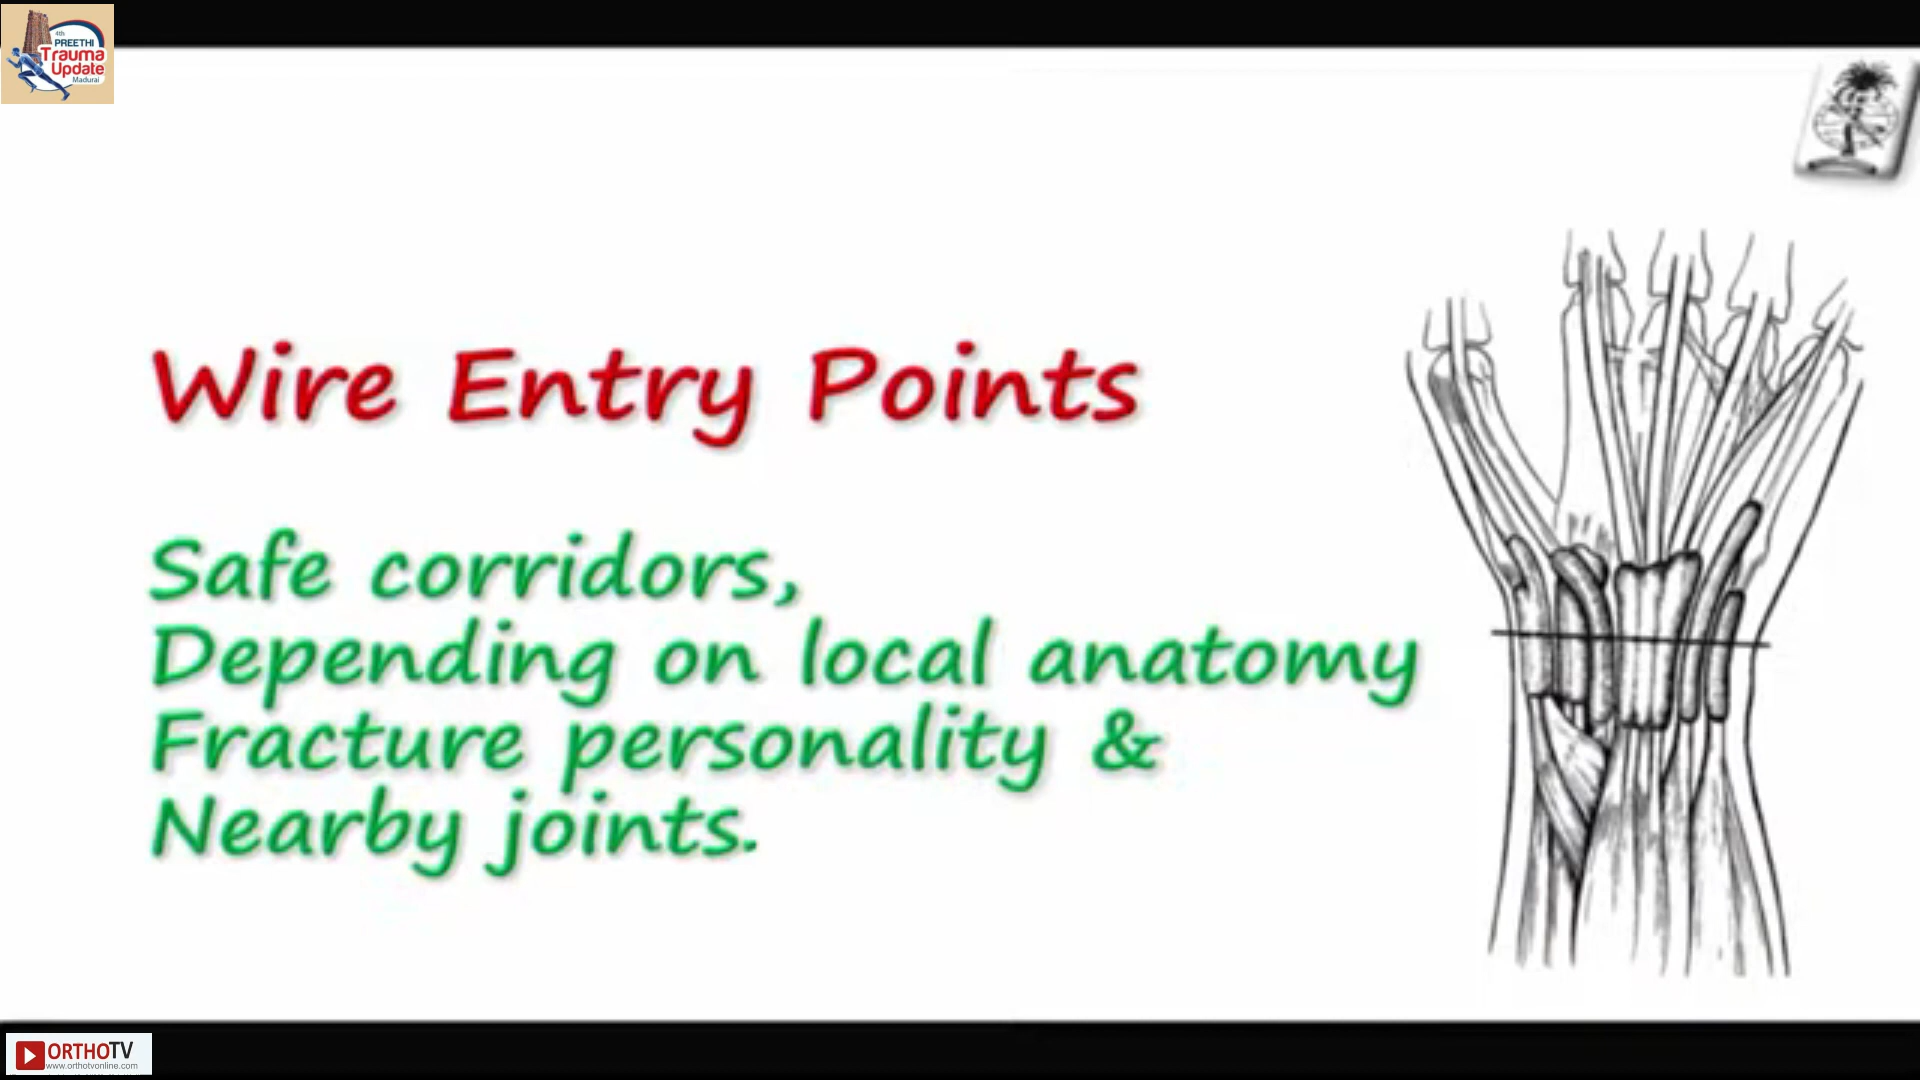 4th
PREETHI
Trauma
Update
Madurai
Wire Entry Points
Safe corridors,
Depending on local anatomy
Fracture personality &
Nearby joints.
ORTHOTV
www.orthotvonline.com